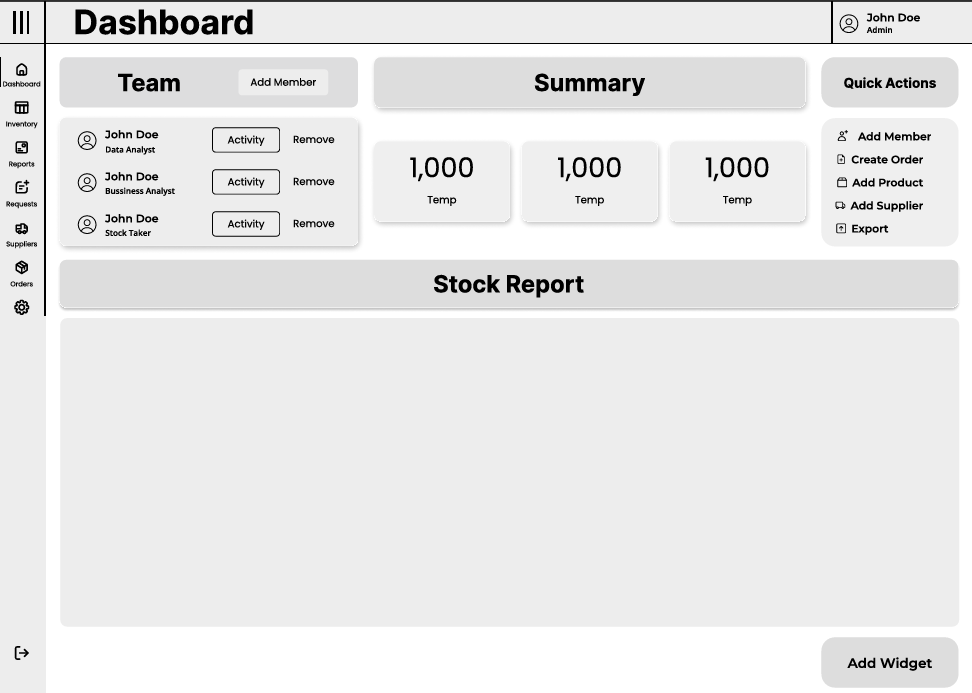 Dashboard
John Doe
Admin
Dashboard
Inventory
Reports
Requests
Suppliers
Orders
Team
Add Member
John Doe
Data Analyst
Activity
Remove
John Doe
Bussiness Analyst
Activity
Remove
John Doe
Stock Taker
Activity
Remove
Summary
1,000
Temp
1,000
Temp
1,000
Temp
Quick Actions
Add Member
Create Order
Add Product
Add Supplier
Export
Stock Report
Add Widget